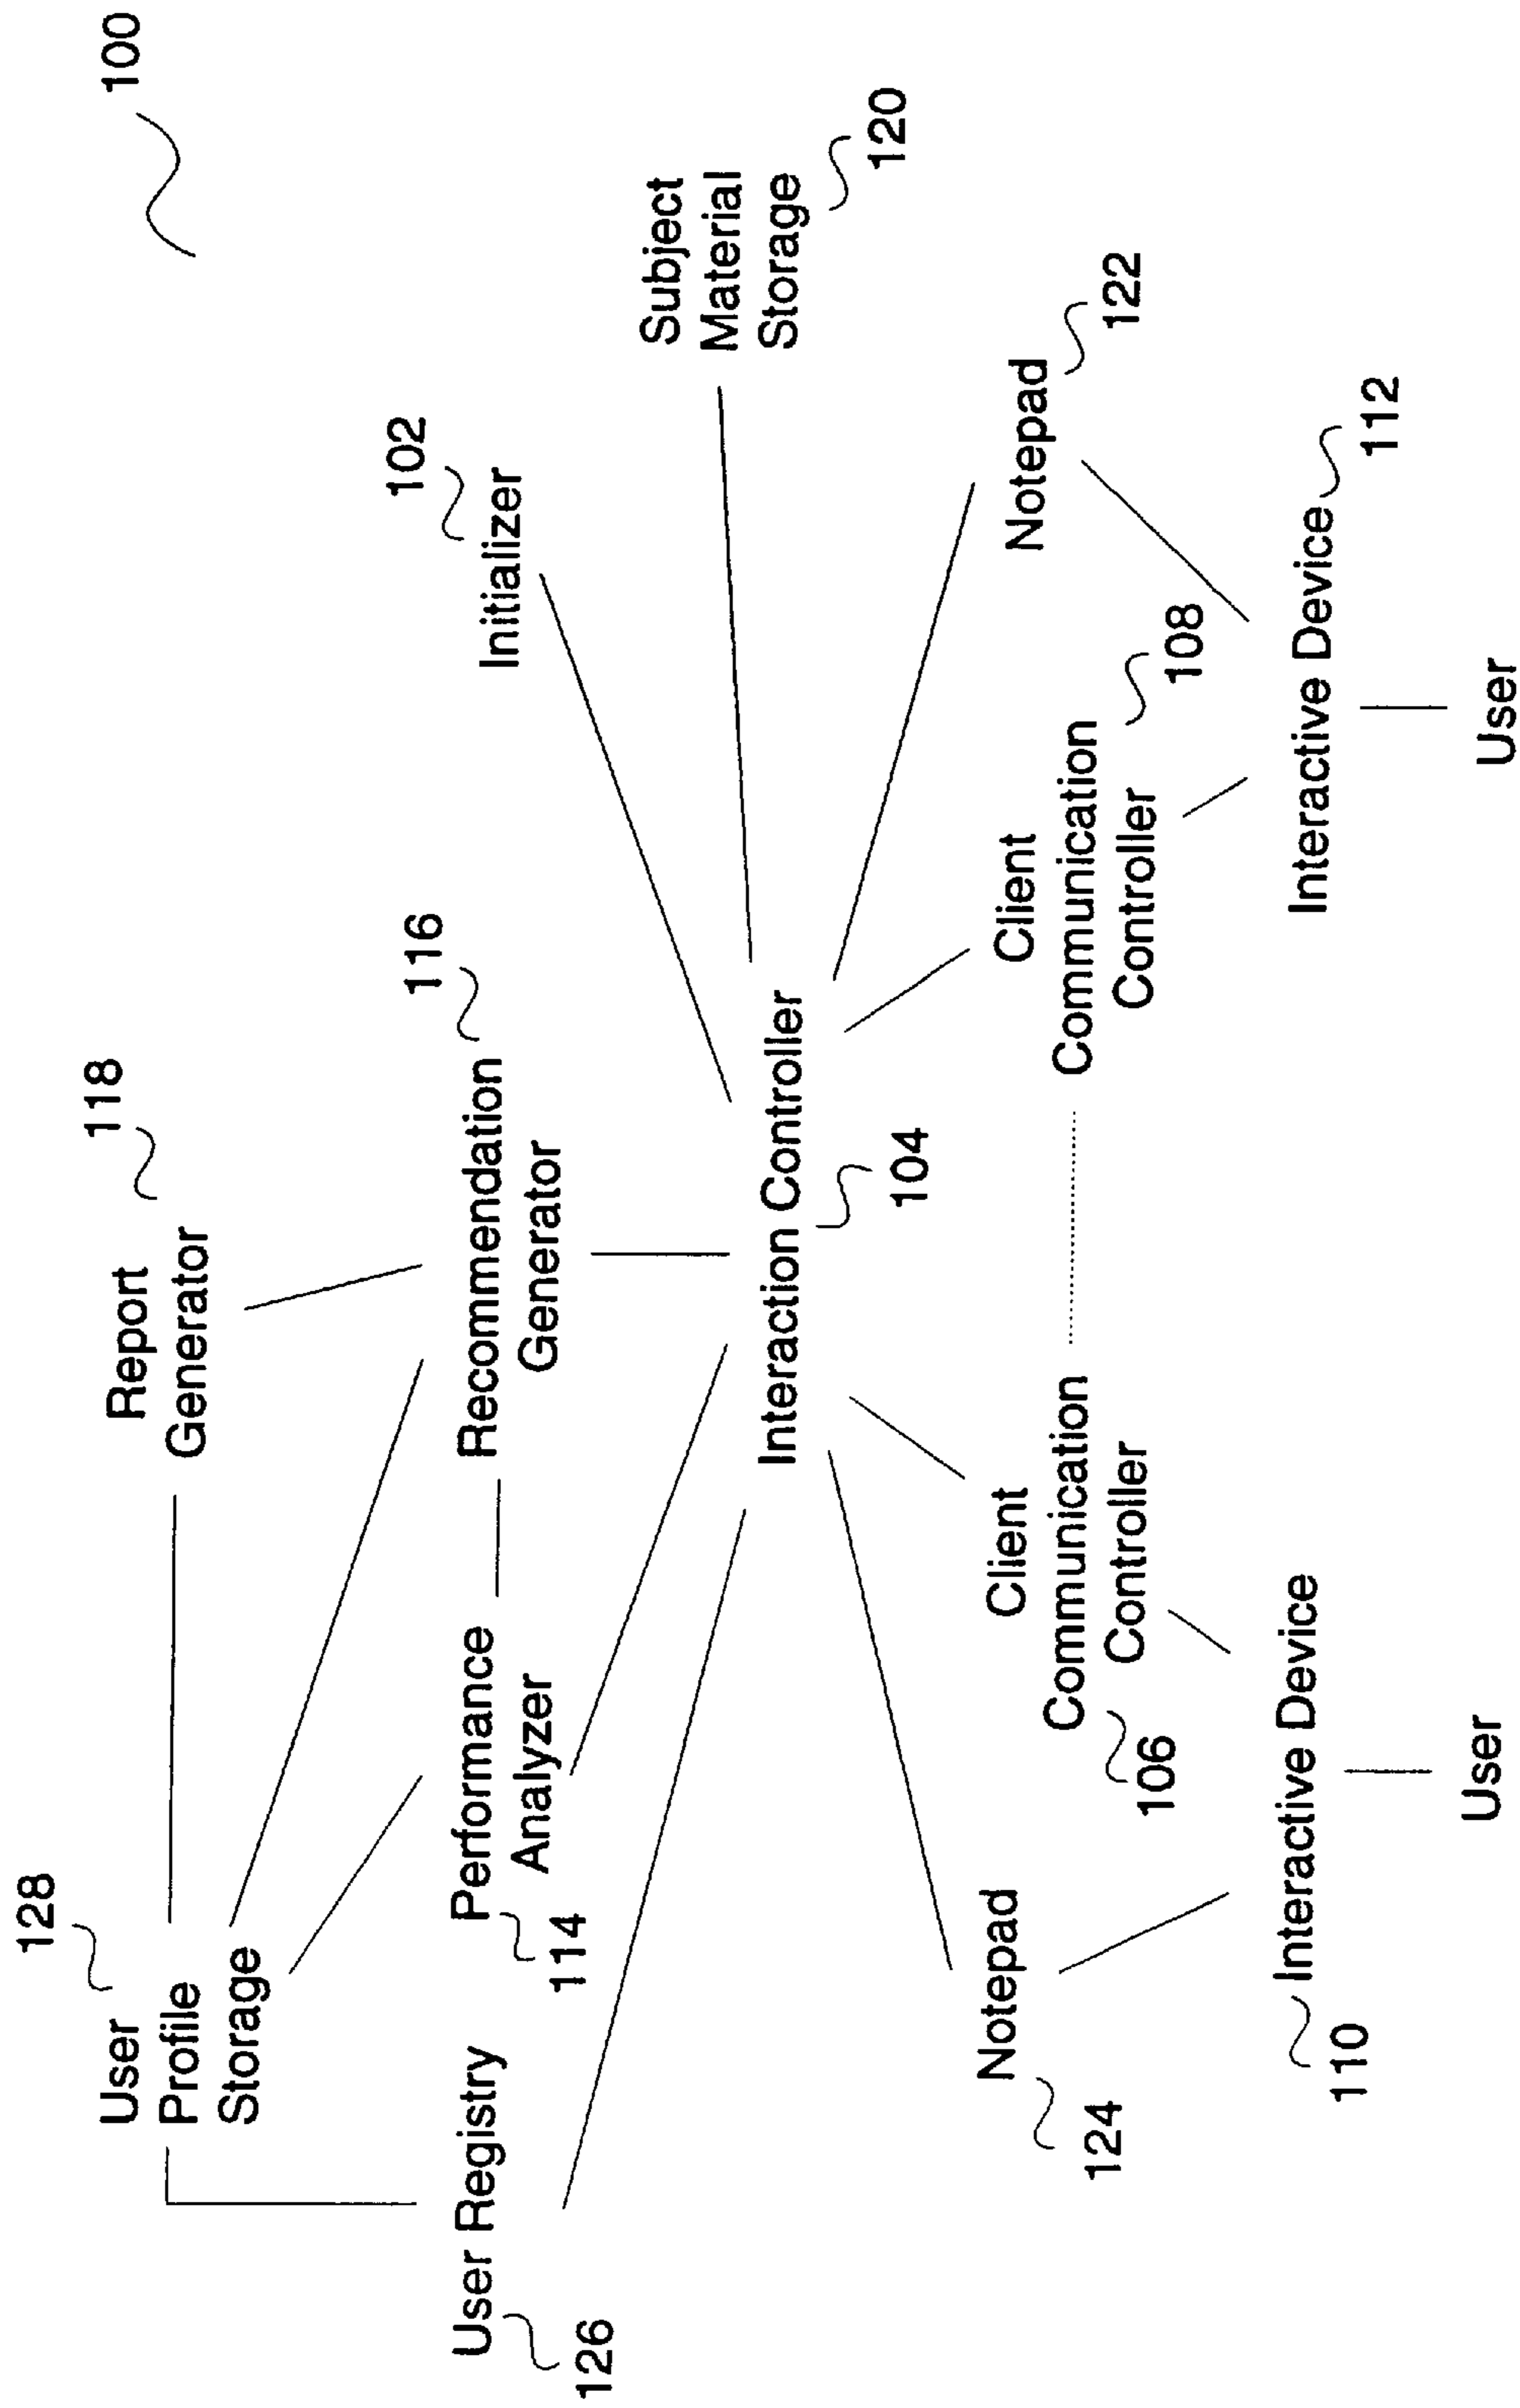 100
118
Report
Generator
128
User
Profile
Storage
116
Recommendation
Generator
102
Initializer
Performance
Analyzer
114
User Registry
126
Subject
Material
Storage
120
Interaction Controller
104
Notepad
122
Client
Communication
Controller
108
Client
Communication
Controller
106
Notepad
124
Interactive Device
112
Interactive Device
110
User
User